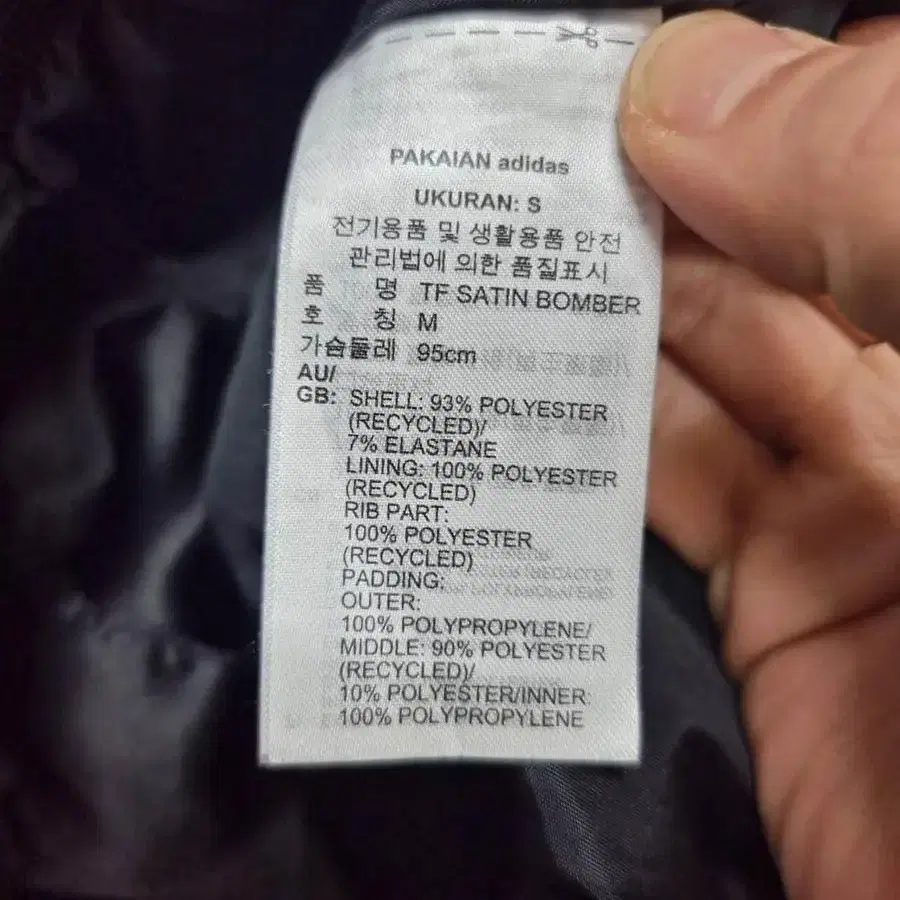 PAKAIAN adidas
UKURAN: S
전기용품 및 생활용품 안전
관리법에 의한 품질표시
품 명 TF SATIN BOMBER
호 칭 M
가슴둘레 95cm
AU/
GB: SHELL: 93% POLYESTER
(RECYCLED)/
7% ELASTANE
LINING: 100% POLYESTER
(RECYCLED)
RIB PART:
100% POLYESTER
(RECYCLED)
PADDING:
OUTER:
100% POLYPROPYLENE/
MIDDLE: 90% POLYESTER
(RECYCLED)/
10% POLYESTER/INNER:
100% POLYPROPYLENE